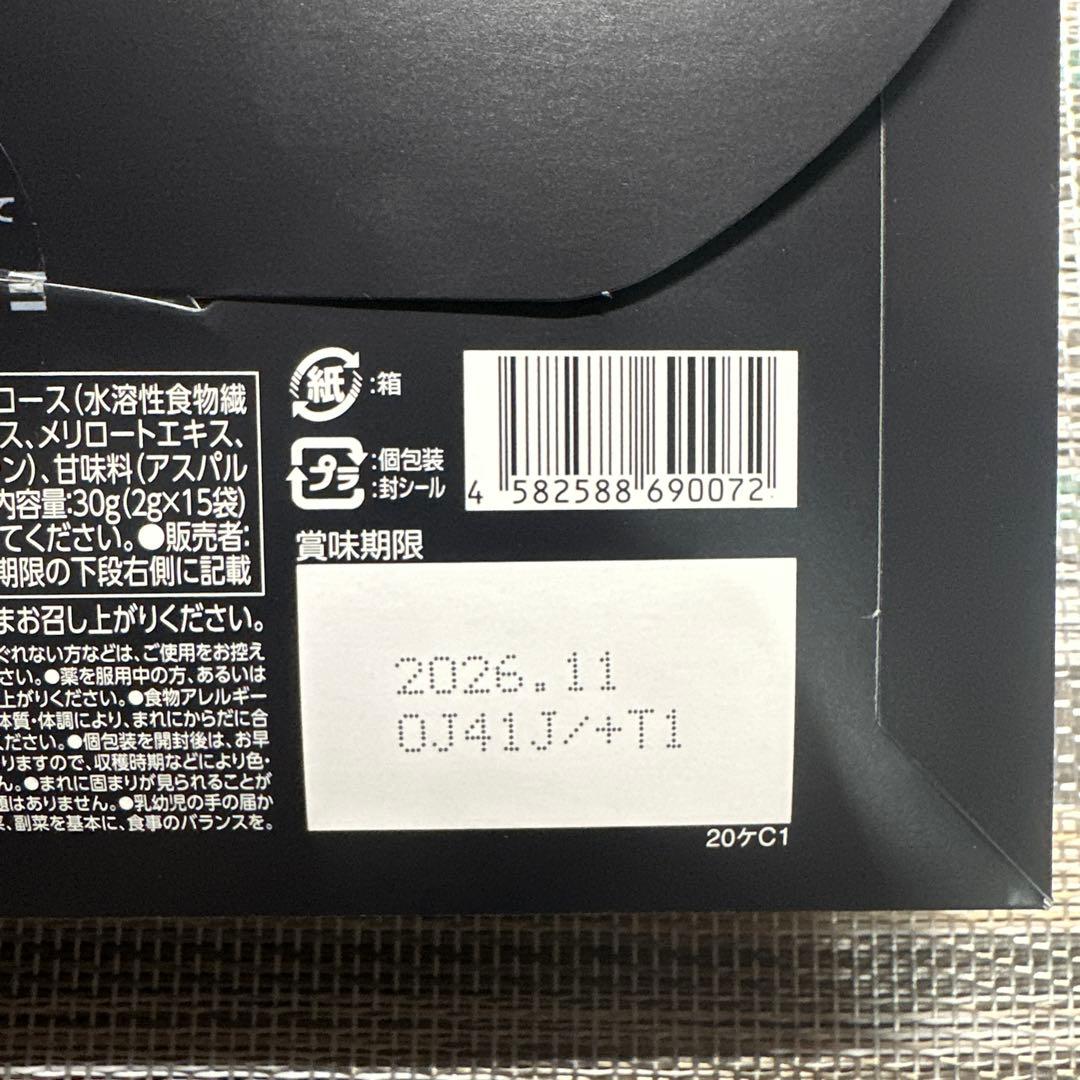 て
紙
:箱
プラ
:個包装
:封シール
4 582588 690072
コース(水溶性食物繊
ス、メリロートエキス、
ン)、甘味料(アスパル
内容量:30g(2g×15袋)
てください。●販売者:
期限の下段右側に記載
まお召し上がりください。
ぐれない方などは、ご使用をお控え
さい。●薬を服用中の方、あるいは
上がりください。●食物アレルギー
体質・体調により、まれにからだに合
ください。●個包装を開封後は、お早
りますので、収穫時期などにより色・
ん。●まれに固まりが見られることが
題はありません。●乳幼児の手の届か
菜、副菜を基本に、食事のバランスを。
賞味期限
2026.11
0J41J/+T1
20ケC1